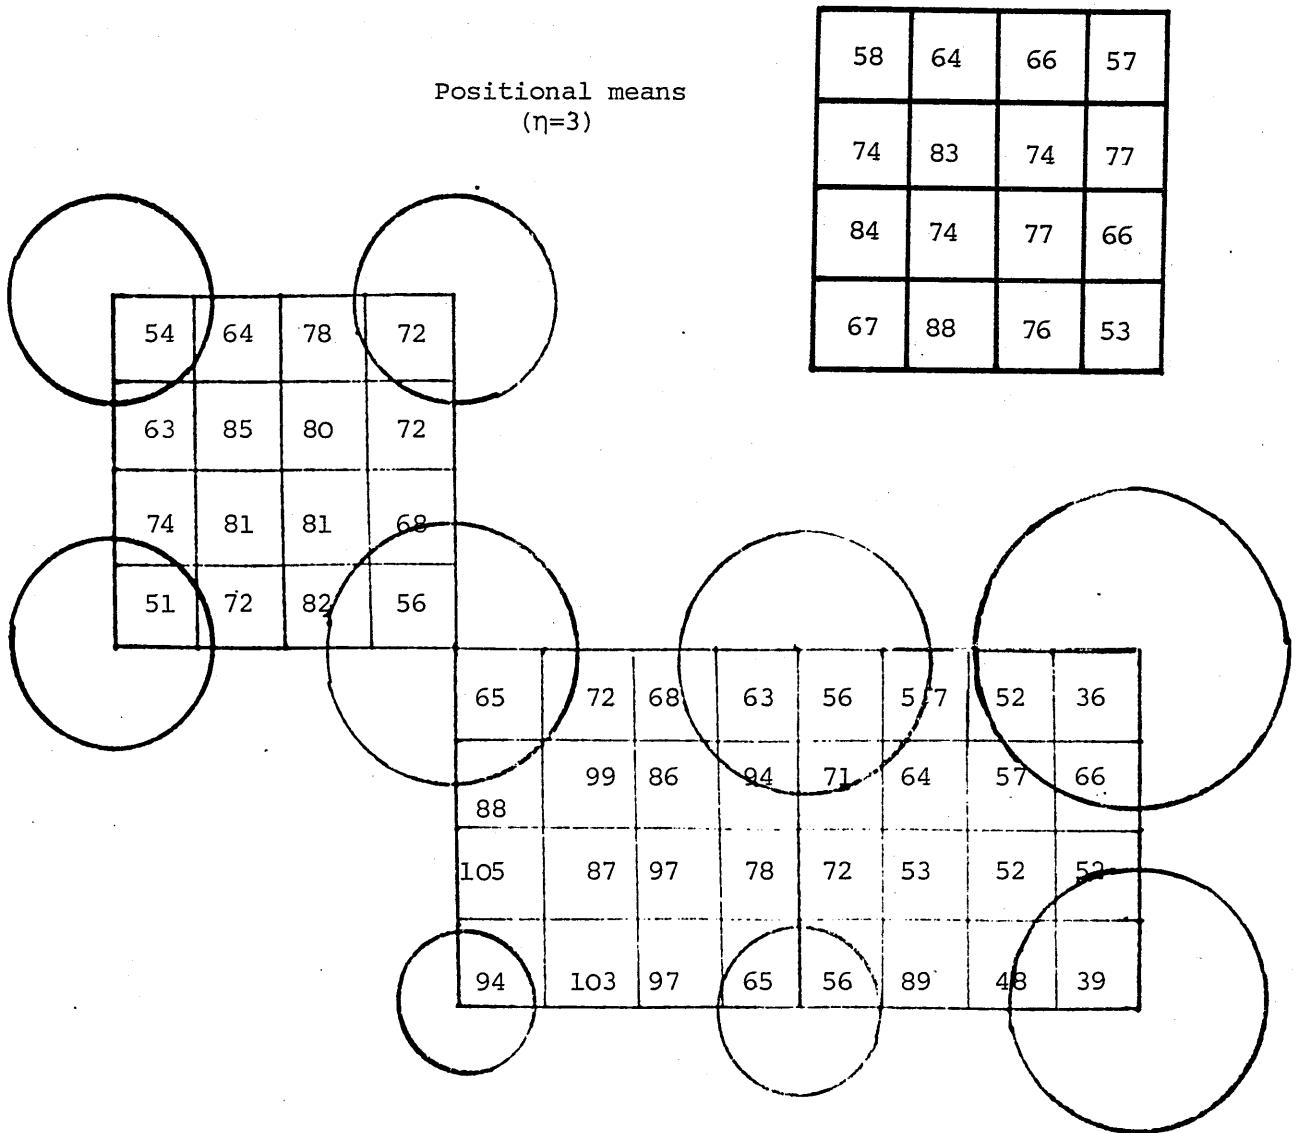 Positional means
(η=3)
58 64 66 57
74 83 74 77
84 74 77 66
67 88 76 53
54 64 78 72
63 85 80 72
74 81 81 68
51 72 82 56
65 72 68 63 56 57 52 36
99 86 94 71 64 57 66
88
105 87 97 78 72 53 52 52
94 103 97 65 56 89 48 39